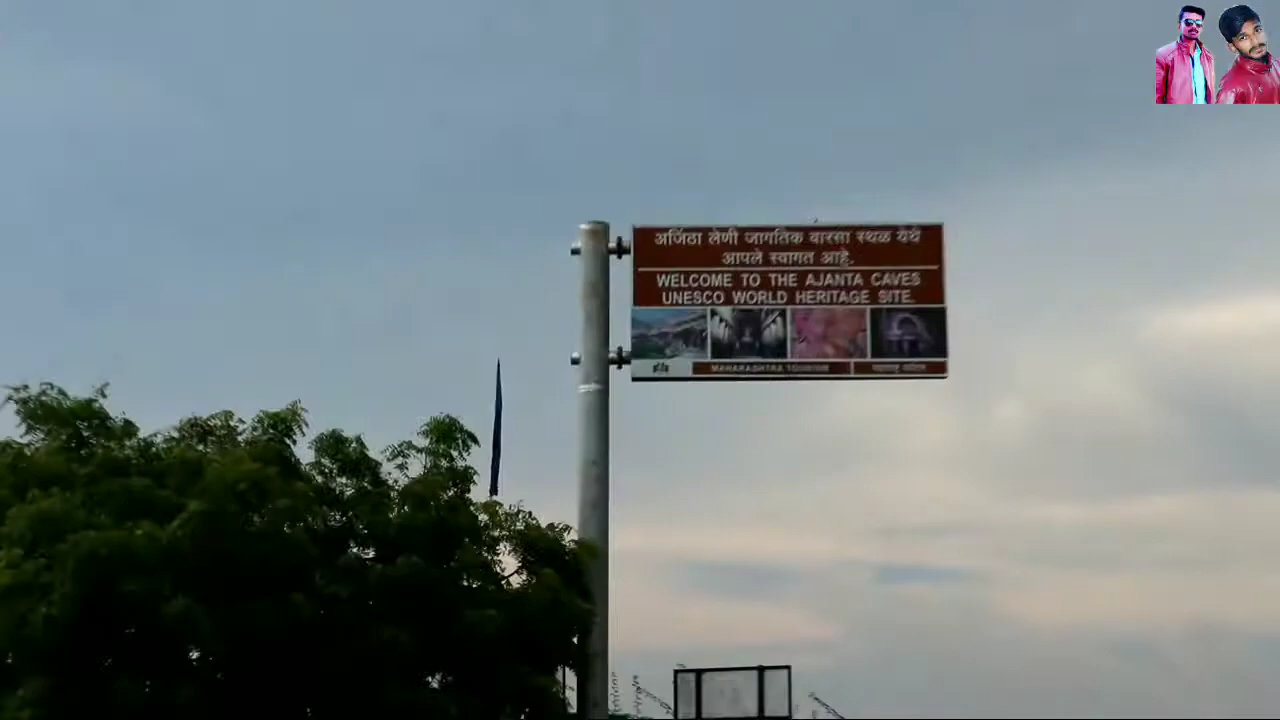 अजिंठा लेणी जागतिक वारसा स्थळ येथे
आपले स्वागत आहे.
WELCOME TO THE AJANTA CAVES
UNESCO WORLD HERITAGE SITE.
MAHARASHTRA TOURISM